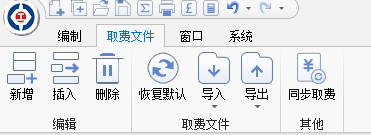 编制 取费文件 窗口 系统
新增 插入 删除 恢复默认 导入 导出 同步取费
编辑 取费文件 其他